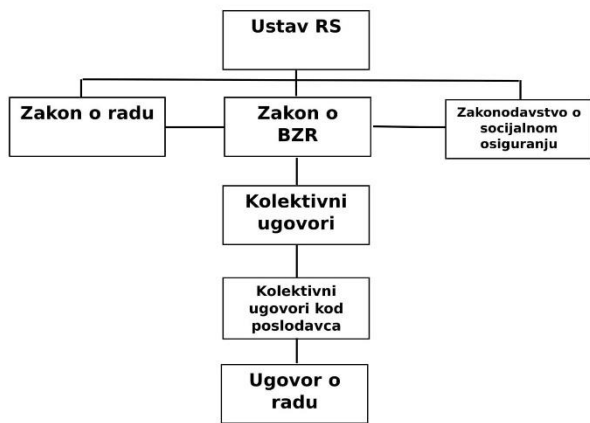 Ustav RS
Zakon o radu
Zakon o
BZR
Zakonodavstvo o
socijalnom
osiguranju
Kolektivni
ugovori
Kolektivni
ugovori kod
poslodavca
Ugovor o
radu